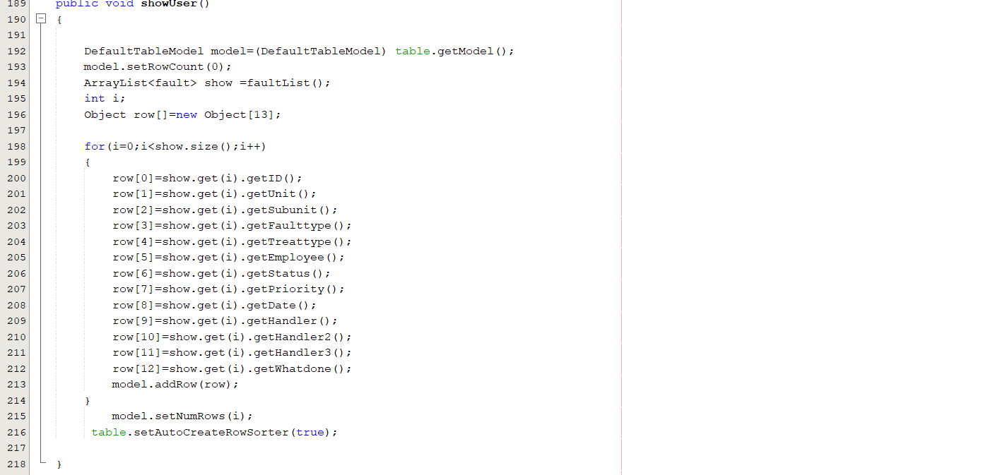 189 public void showUser()
190 {
191
192 DefaultTableModel model=(DefaultTableModel) table.getModel();
193 model.setRowCount(0);
194 ArrayList<fault> show =faultList();
195 int i;
196 Object row[]=new Object[13];
197
198 for(i=0;i<show.size();i++)
199 {
200 row[0]=show.get(i).getID();
201 row[1]=show.get(i).getUnit();
202 row[2]=show.get(i).getSubunit();
203 row[3]=show.get(i).getFaulttype();
204 row[4]=show.get(i).getTreattype();
205 row[5]=show.get(i).getEmployee();
206 row[6]=show.get(i).getStatus();
207 row[7]=show.get(i).getPriority();
208 row[8]=show.get(i).getDate();
209 row[9]=show.get(i).getHandler();
210 row[10]=show.get(i).getHandler2();
211 row[11]=show.get(i).getHandler3();
212 row[12]=show.get(i).getWhatdone();
213 model.addRow(row);
214 }
215 model.setNumRows(i);
216 table.setAutoCreateRowSorter(true);
217
218 }